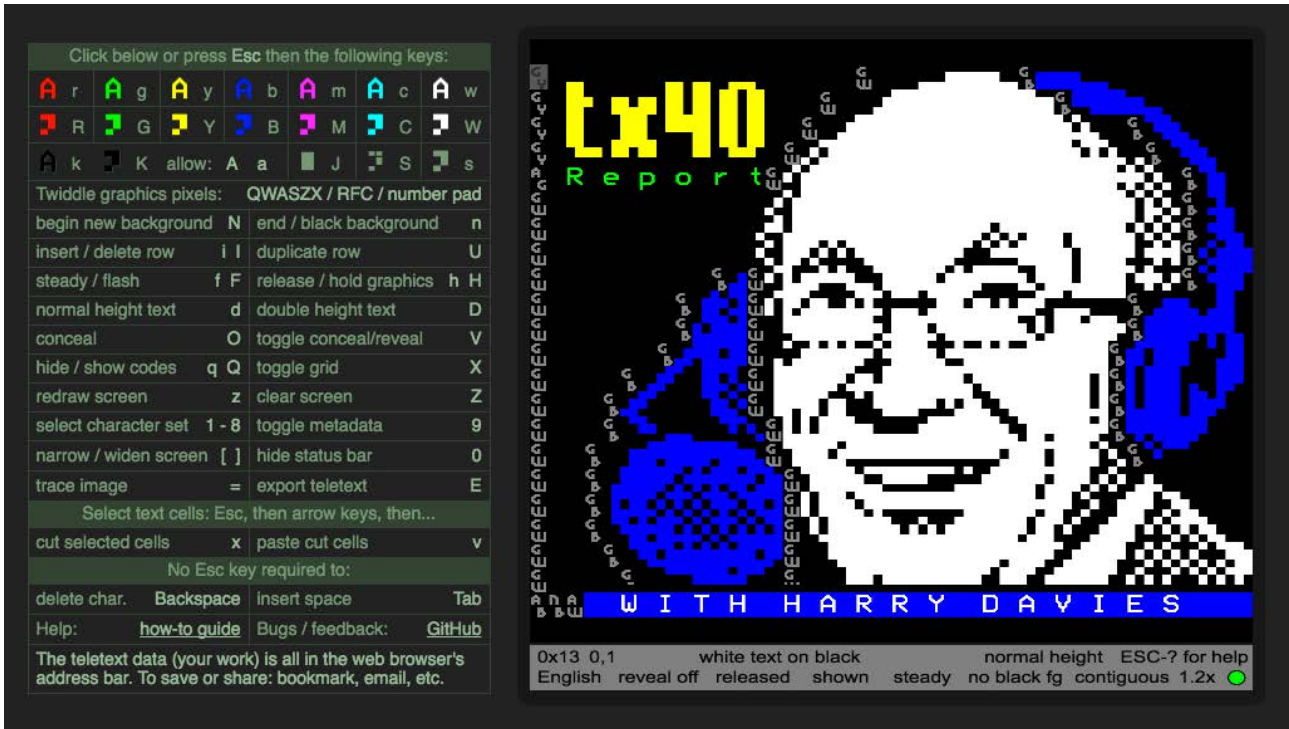 Click below or press Esc then the following keys:
A r A g A y A b A m A c A w
R G Y B M C W
A k K allow: A a J S s
Twiddle graphics pixels: QWASZX / RFC / number pad
begin new background N end / black background n
insert / delete row i I duplicate row U
steady / flash f F release / hold graphics h H
normal height text d double height text D
conceal O toggle conceal/reveal V
hide / show codes q Q toggle grid X
redraw screen z clear screen Z
select character set 1 - 8 toggle metadata 9
narrow / widen screen [ ] hide status bar 0
trace image = export teletext E
Select text cells: Esc, then arrow keys, then...
cut selected cells x paste cut cells v
No Esc key required to:
delete char. Backspace insert space Tab
Help: how-to guide Bugs / feedback: GitHub
The teletext data (your work) is all in the web browser's
address bar. To save or share: bookmark, email, etc.
tx40
Report
WITH HARRY DAVIES
0x13 0,1 white text on black normal height ESC-? for help
English reveal off released shown steady no black fg contiguous 1.2x